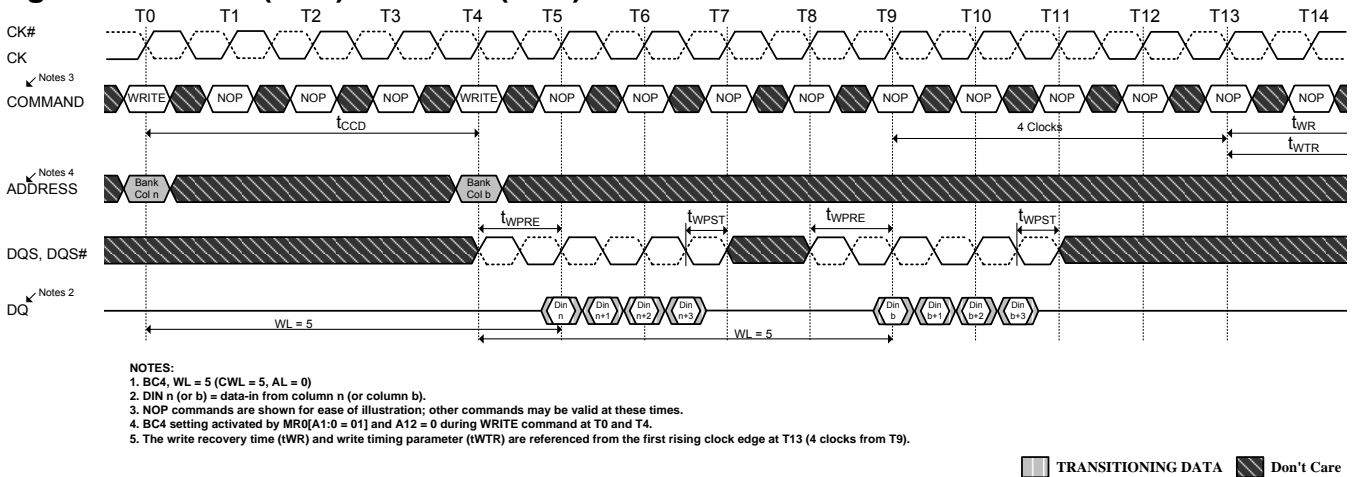 T0 T1 T2 T3 T4 T5 T6 T7 T8 T9 T10 T11 T12 T13 T14
CK#
CK
Notes 3
COMMAND
WRITE NOP NOP NOP WRITE NOP NOP NOP NOP NOP NOP NOP NOP NOP NOP
tCCD
4 Clocks
tWR
tWTR
Notes 4
ADDRESS
Bank Bank
Col n Col b
tWPRE tWPST tWPRE tWPST
DQS, DQS#
Notes 2
DQ
Din Din Din Din Din Din Din Din
n n+1 n+2 n+3 b b+1 b+2 b+3
WL = 5
WL = 5
NOTES:
1. BC4, WL = 5 (CWL = 5, AL = 0)
2. DIN n (or b) = data-in from column n (or column b).
3. NOP commands are shown for ease of illustration; other commands may be valid at these times.
4. BC4 setting activated by MR0[A1:0 = 01] and A12 = 0 during WRITE command at T0 and T4.
5. The write recovery time (tWR) and write timing parameter (tWTR) are referenced from the first rising clock edge at T13 (4 clocks from T9).
TRANSITIONING DATA Don't Care